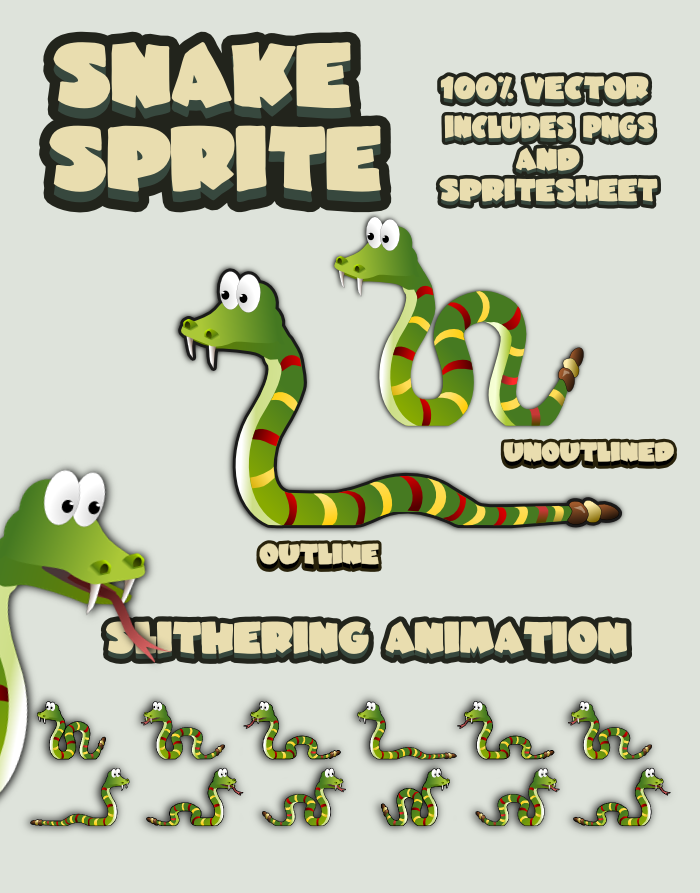 SNAKE
SPRITE
100% VECTOR
INCLUDES PNGS
AND
SPRITESHEET
UNOUTLINED
OUTLINE
SLITHERING ANIMATION